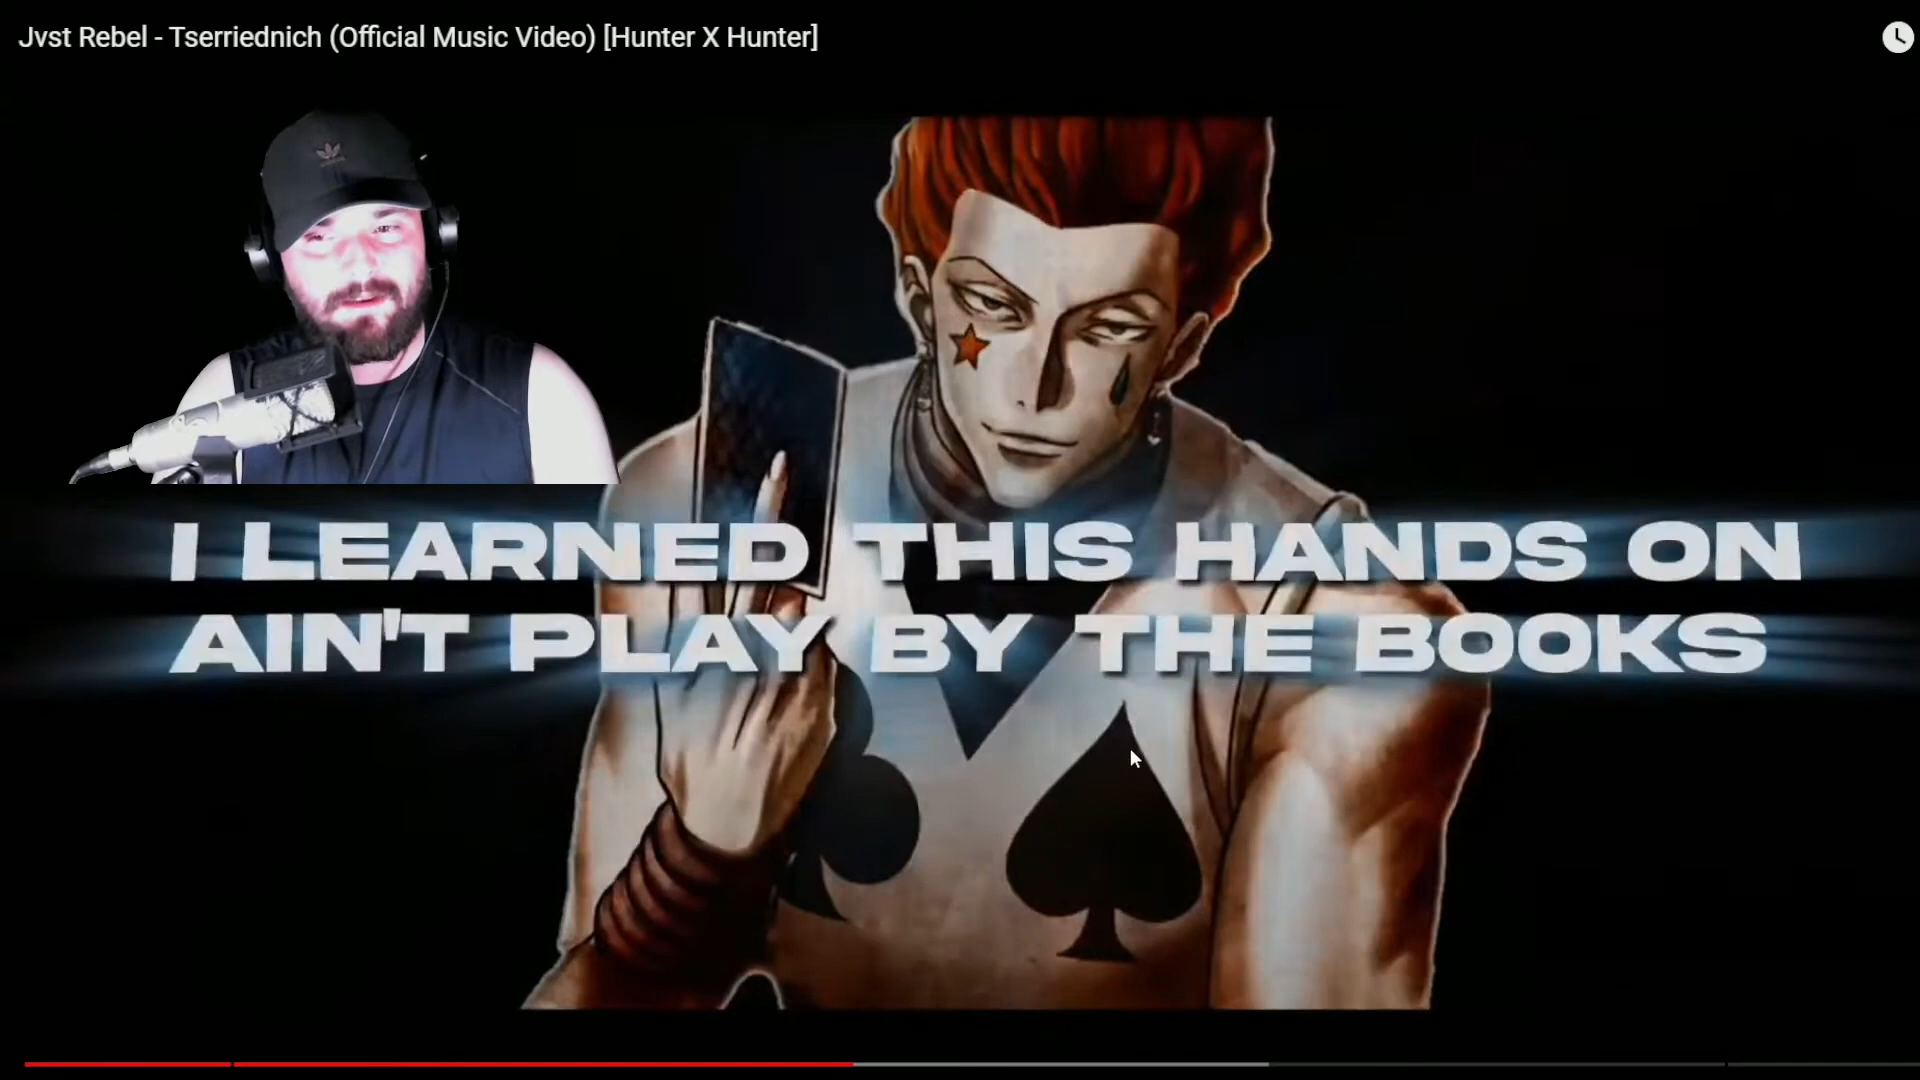 Jvst Rebel - Tserriednich (Official Music Video) [Hunter X Hunter]
I LEARNED THIS HANDS ON
AIN'T PLAY BY THE BOOKS